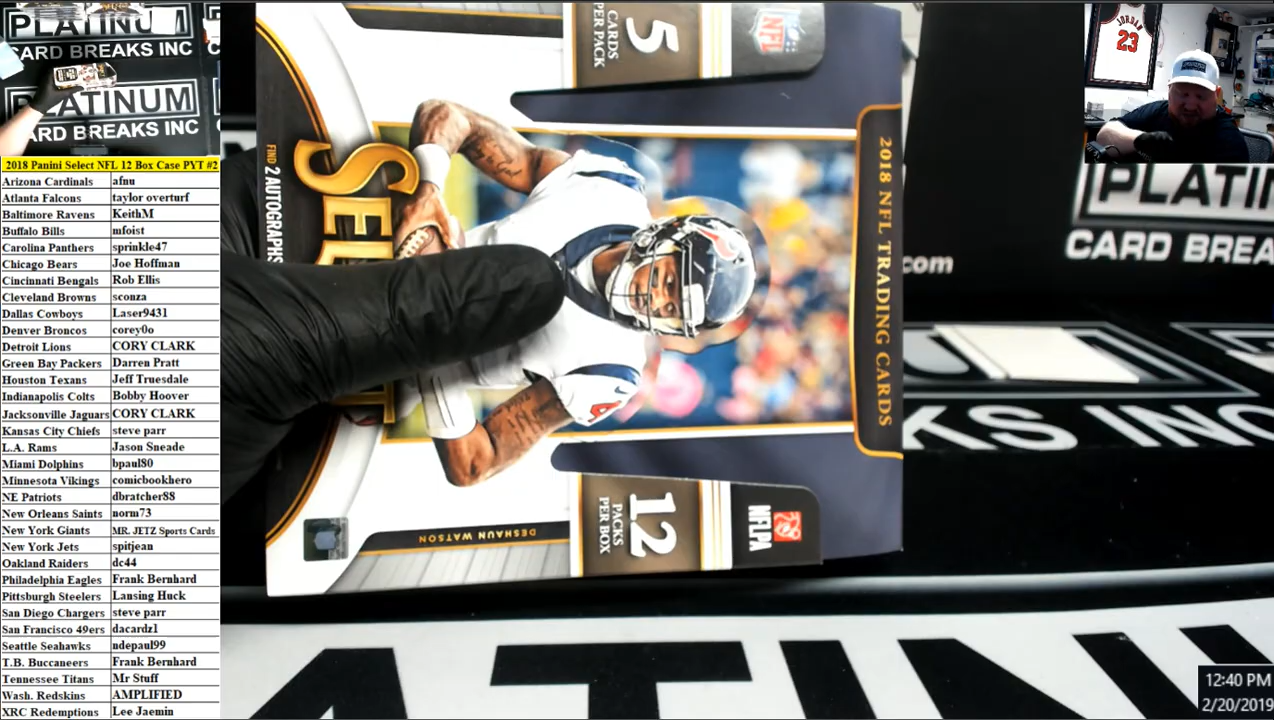 PLATINUM
CARD BREAKS INC
PLATINUM
CARD BREAKS INC
2018 Panini Select NFL 12 Box Case PYT #2
Arizona Cardinals afnu
Atlanta Falcons taylor overturf
Baltimore Ravens KeithM
Buffalo Bills mfoist
Carolina Panthers sprinkle47
Chicago Bears Joe Hoffman
Cincinnati Bengals Rob Ellis
Cleveland Browns sconza
Dallas Cowboys Laser9431
Denver Broncos corey0o
Detroit Lions CORY CLARK
Green Bay Packers Darren Pratt
Houston Texans Jeff Truesdale
Indianapolis Colts Bobby Hoover
Jacksonville Jaguars CORY CLARK
Kansas City Chiefs steve parr
L.A. Rams Jason Sneade
Miami Dolphins bpaul80
Minnesota Vikings comicbookhero
NE Patriots dbratcher88
New Orleans Saints norm73
New York Giants MR. JETZ Sports Cards
New York Jets spitjean
Oakland Raiders dc44
Philadelphia Eagles Frank Bernhard
Pittsburgh Steelers Lansing Huck
San Diego Chargers steve parr
San Francisco 49ers dacardz1
Seattle Seahawks ndepaul99
T.B. Buccaneers Frank Bernhard
Tennessee Titans Mr Stuff
Wash. Redskins AMPLIFIED
XRC Redemptions Lee Jaemin
2018 NFL TRADING CARDS
NFL
5
CARDS
PER PACK
NFLPA
12
PACKS
PER BOX
4
DESHAUN WATSON
FIND 2 AUTOGRAPHS
JORDAN
23
PLATIN
CARD BREA
.com
KS INC
ATINU
12:40 PM
2/20/2019